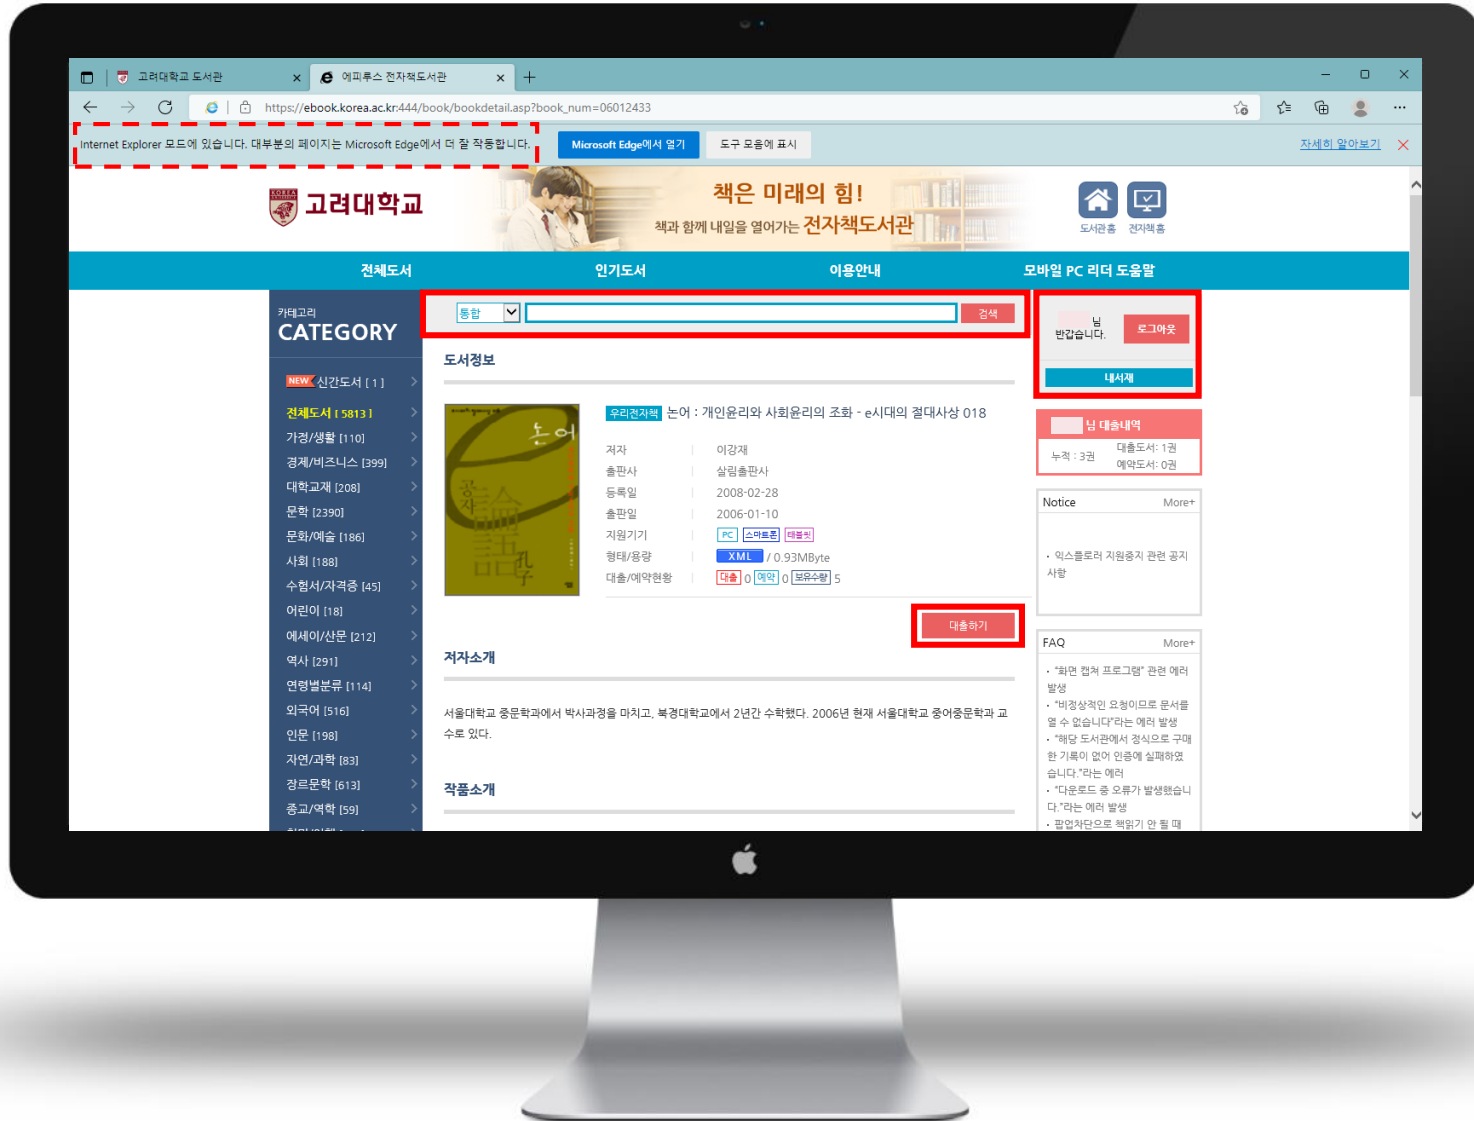 고려대학교 도서관
에피루스 전자책도서관
https://ebook.korea.ac.kr:444/book/bookdetail.asp?book_num=06012433
Internet Explorer 모드에 있습니다. 대부분의 페이지는 Microsoft Edge에서 더 잘 작동합니다.
Microsoft Edge에서 열기
도구 모음에 표시
자세히 알아보기
KOREA
고려대학교
책은 미래의 힘!
책과 함께 내일을 열어가는 전자책도서관
도서관홈
전자책홈
전체도서
인기도서
이용안내
모바일 PC 리더 도움말
카테고리
CATEGORY
NEW 신간도서 [ 1 ]
전체도서 [ 5813 ]
가정/생활 [110]
경제/비즈니스 [399]
대학교재 [208]
문학 [2390]
문화/예술 [186]
사회 [188]
수험서/자격증 [45]
어린이 [18]
에세이/산문 [212]
역사 [291]
연령별분류 [114]
외국어 [516]
인문 [198]
자연/과학 [83]
장르문학 [613]
종교/역학 [59]
통합
검색
도서정보
논어
공자
論語
孔子
우리전자책 논어 : 개인윤리와 사회윤리의 조화 - e시대의 절대사상 018
저자 이강재
출판사 살림출판사
등록일 2008-02-28
출판일 2006-01-10
지원기기 PC 스마트폰 태블릿
형태/용량 XML / 0.93MByte
대출/예약현황 대출 0 예약 0 보유수량 5
대출하기
저자소개
서울대학교 중문학과에서 박사과정을 마치고, 북경대학교에서 2년간 수학했다. 2006년 현재 서울대학교 중어중문학과 교
수로 있다.
작품소개
님
반갑습니다.
로그아웃
내서재
님 대출내역
누적 : 3권
대출도서: 1권
예약도서: 0권
Notice More+
· 익스플로러 지원중지 관련 공지
사항
FAQ More+
· "화면 캡쳐 프로그램" 관련 에러
발생
· "비정상적인 요청이므로 문서를
열 수 없습니다"라는 에러 발생
· "해당 도서관에서 정식으로 구매
한 기록이 없어 인증에 실패하였
습니다."라는 에러
· "다운로드 중 오류가 발생했습니
다."라는 에러 발생
· 팝업차단으로 책읽기 안 될 때